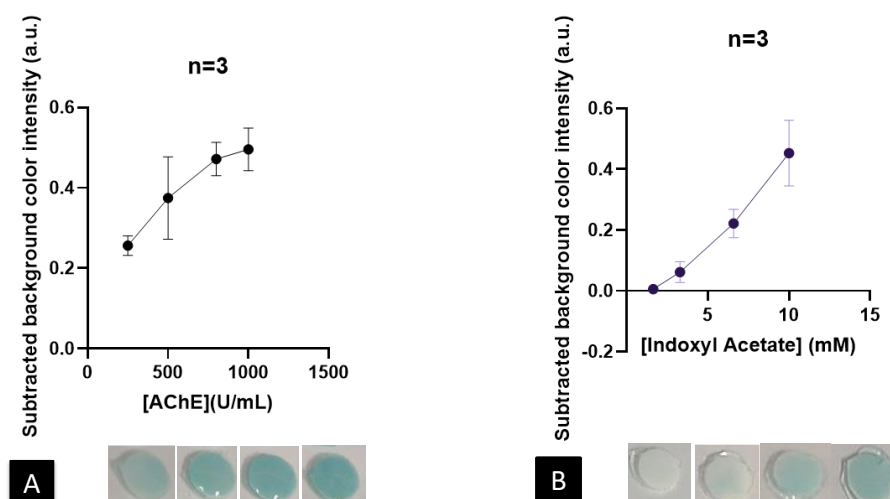 n=3
Subtracted background color intensity (a.u.)
0.6
0.4
0.2
0.0
0
500
1000
1500
[AChE](U/mL)
A
n=3
Subtracted background color intensity (a.u.)
0.6
0.4
0.2
0.0
-0.2
5
10
15
[Indoxyl Acetate] (mM)
B